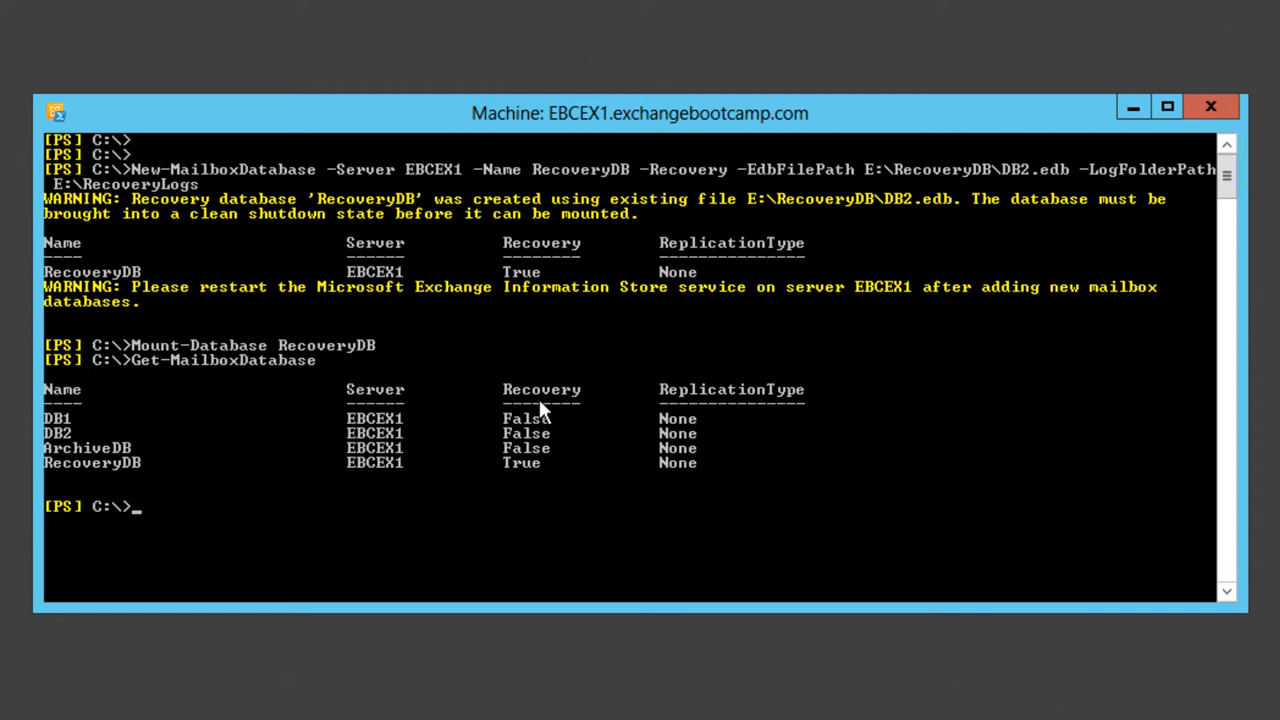 Machine: EBCEX1.exchangebootcamp.com
[PS] C:\>
[PS] C:\>
[PS] C:\>New-MailboxDatabase -Server EBCEX1 -Name RecoveryDB -Recovery -EdbFilePath E:\RecoveryDB\DB2.edb -LogFolderPath
E:\RecoveryLogs
WARNING: Recovery database 'RecoveryDB' was created using existing file E:\RecoveryDB\DB2.edb. The database must be
brought into a clean shutdown state before it can be mounted.
Name Server Recovery ReplicationType
---- ------ -------- ---------------
RecoveryDB EBCEX1 True None
WARNING: Please restart the Microsoft Exchange Information Store service on server EBCEX1 after adding new mailbox
databases.
[PS] C:\>Mount-Database RecoveryDB
[PS] C:\>Get-MailboxDatabase
Name Server Recovery ReplicationType
---- ------ -------- ---------------
DB1 EBCEX1 False None
DB2 EBCEX1 False None
ArchiveDB EBCEX1 False None
RecoveryDB EBCEX1 True None
[PS] C:\>_